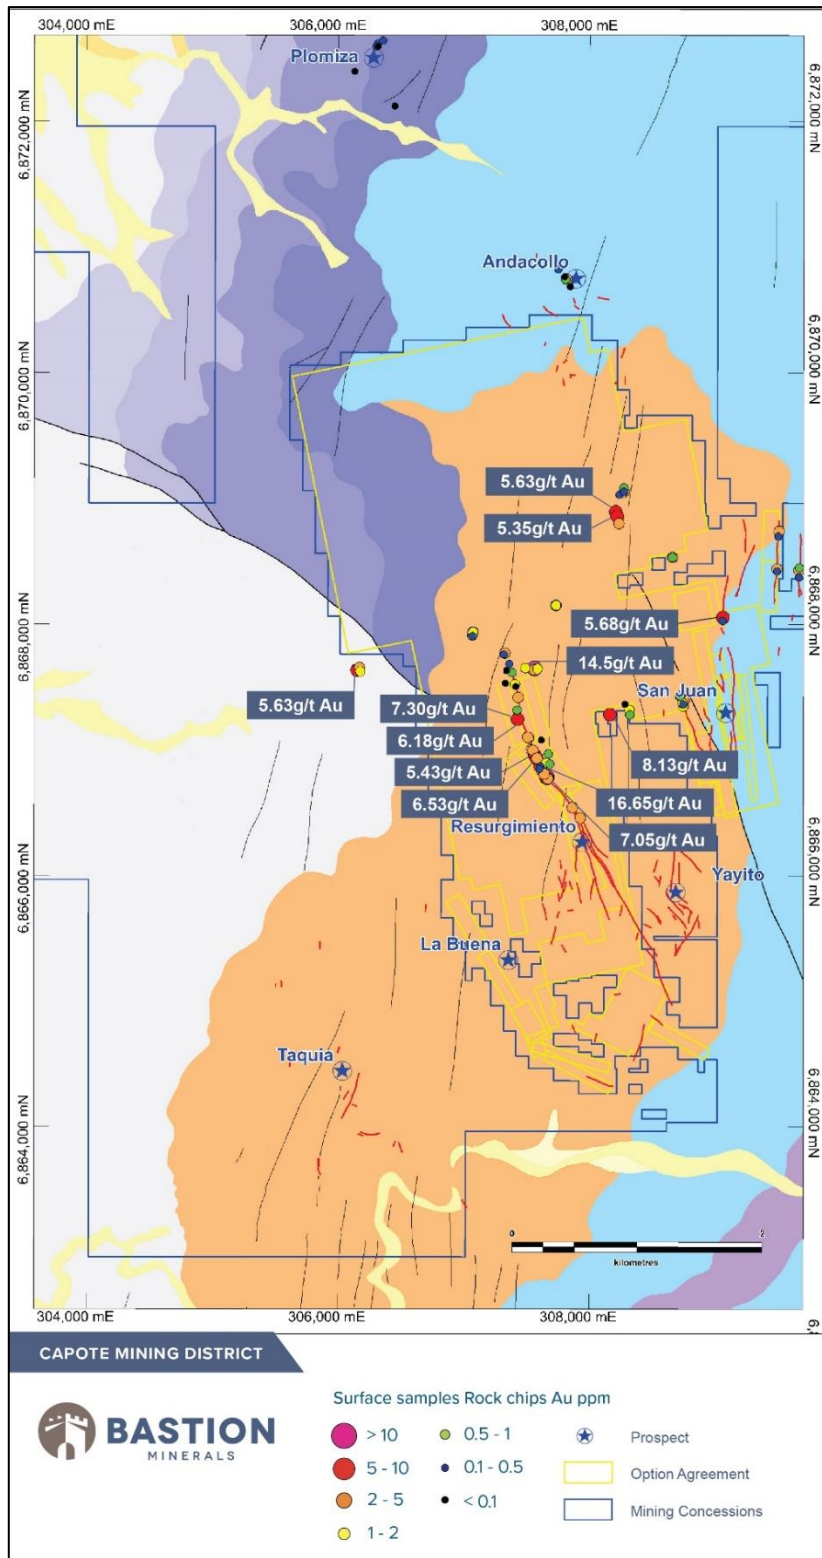 304,000 mE
306,000 mE
308,000 mE
Plomiza
6,872,000 mN
6,872,000 mN
Andacollo
6,870,000 mN
6,870,000 mN
5.63g/t Au
5.35g/t Au
6,868,000 mN
6,868,000 mN
5.68g/t Au
14.5g/t Au
5.63g/t Au
San Juan
7.30g/t Au
6.18g/t Au
8.13g/t Au
5.43g/t Au
6.53g/t Au
16.65g/t Au
Resurgimiento
7.05g/t Au
6,866,000 mN
6,866,000 mN
Yayito
La Buena
Taquia
6,864,000 mN
6,864,000 mN
0
2
kilometres
304,000 mE
306,000 mE
308,000 mE
CAPOTE MINING DISTRICT
BASTION
MINERALS
Surface samples Rock chips Au ppm
> 10
5 - 10
2 - 5
1 - 2
0.5 - 1
0.1 - 0.5
< 0.1
Prospect
Option Agreement
Mining Concessions